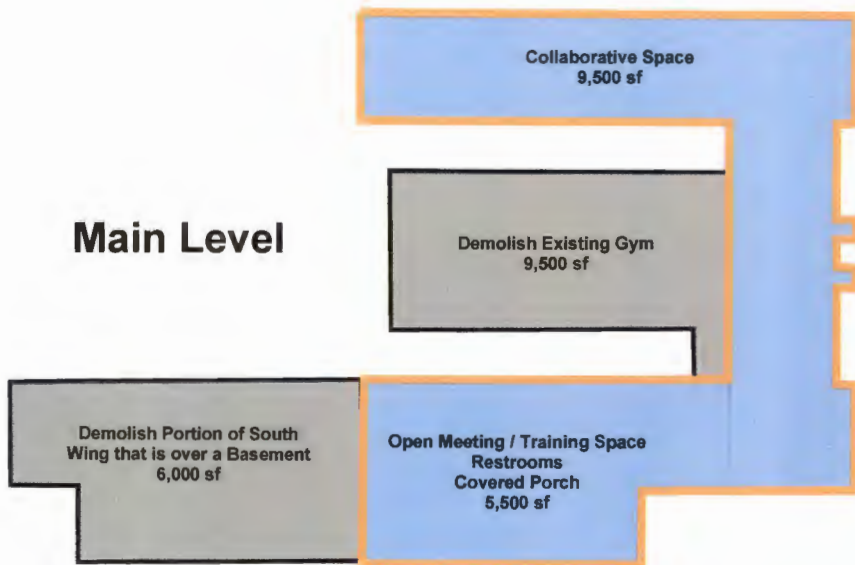 Collaborative Space
9,500 sf
Main Level
Demolish Existing Gym
9,500 sf
Demolish Portion of South
Wing that is over a Basement
6,000 sf
Open Meeting / Training Space
Restrooms
Covered Porch
5,500 sf